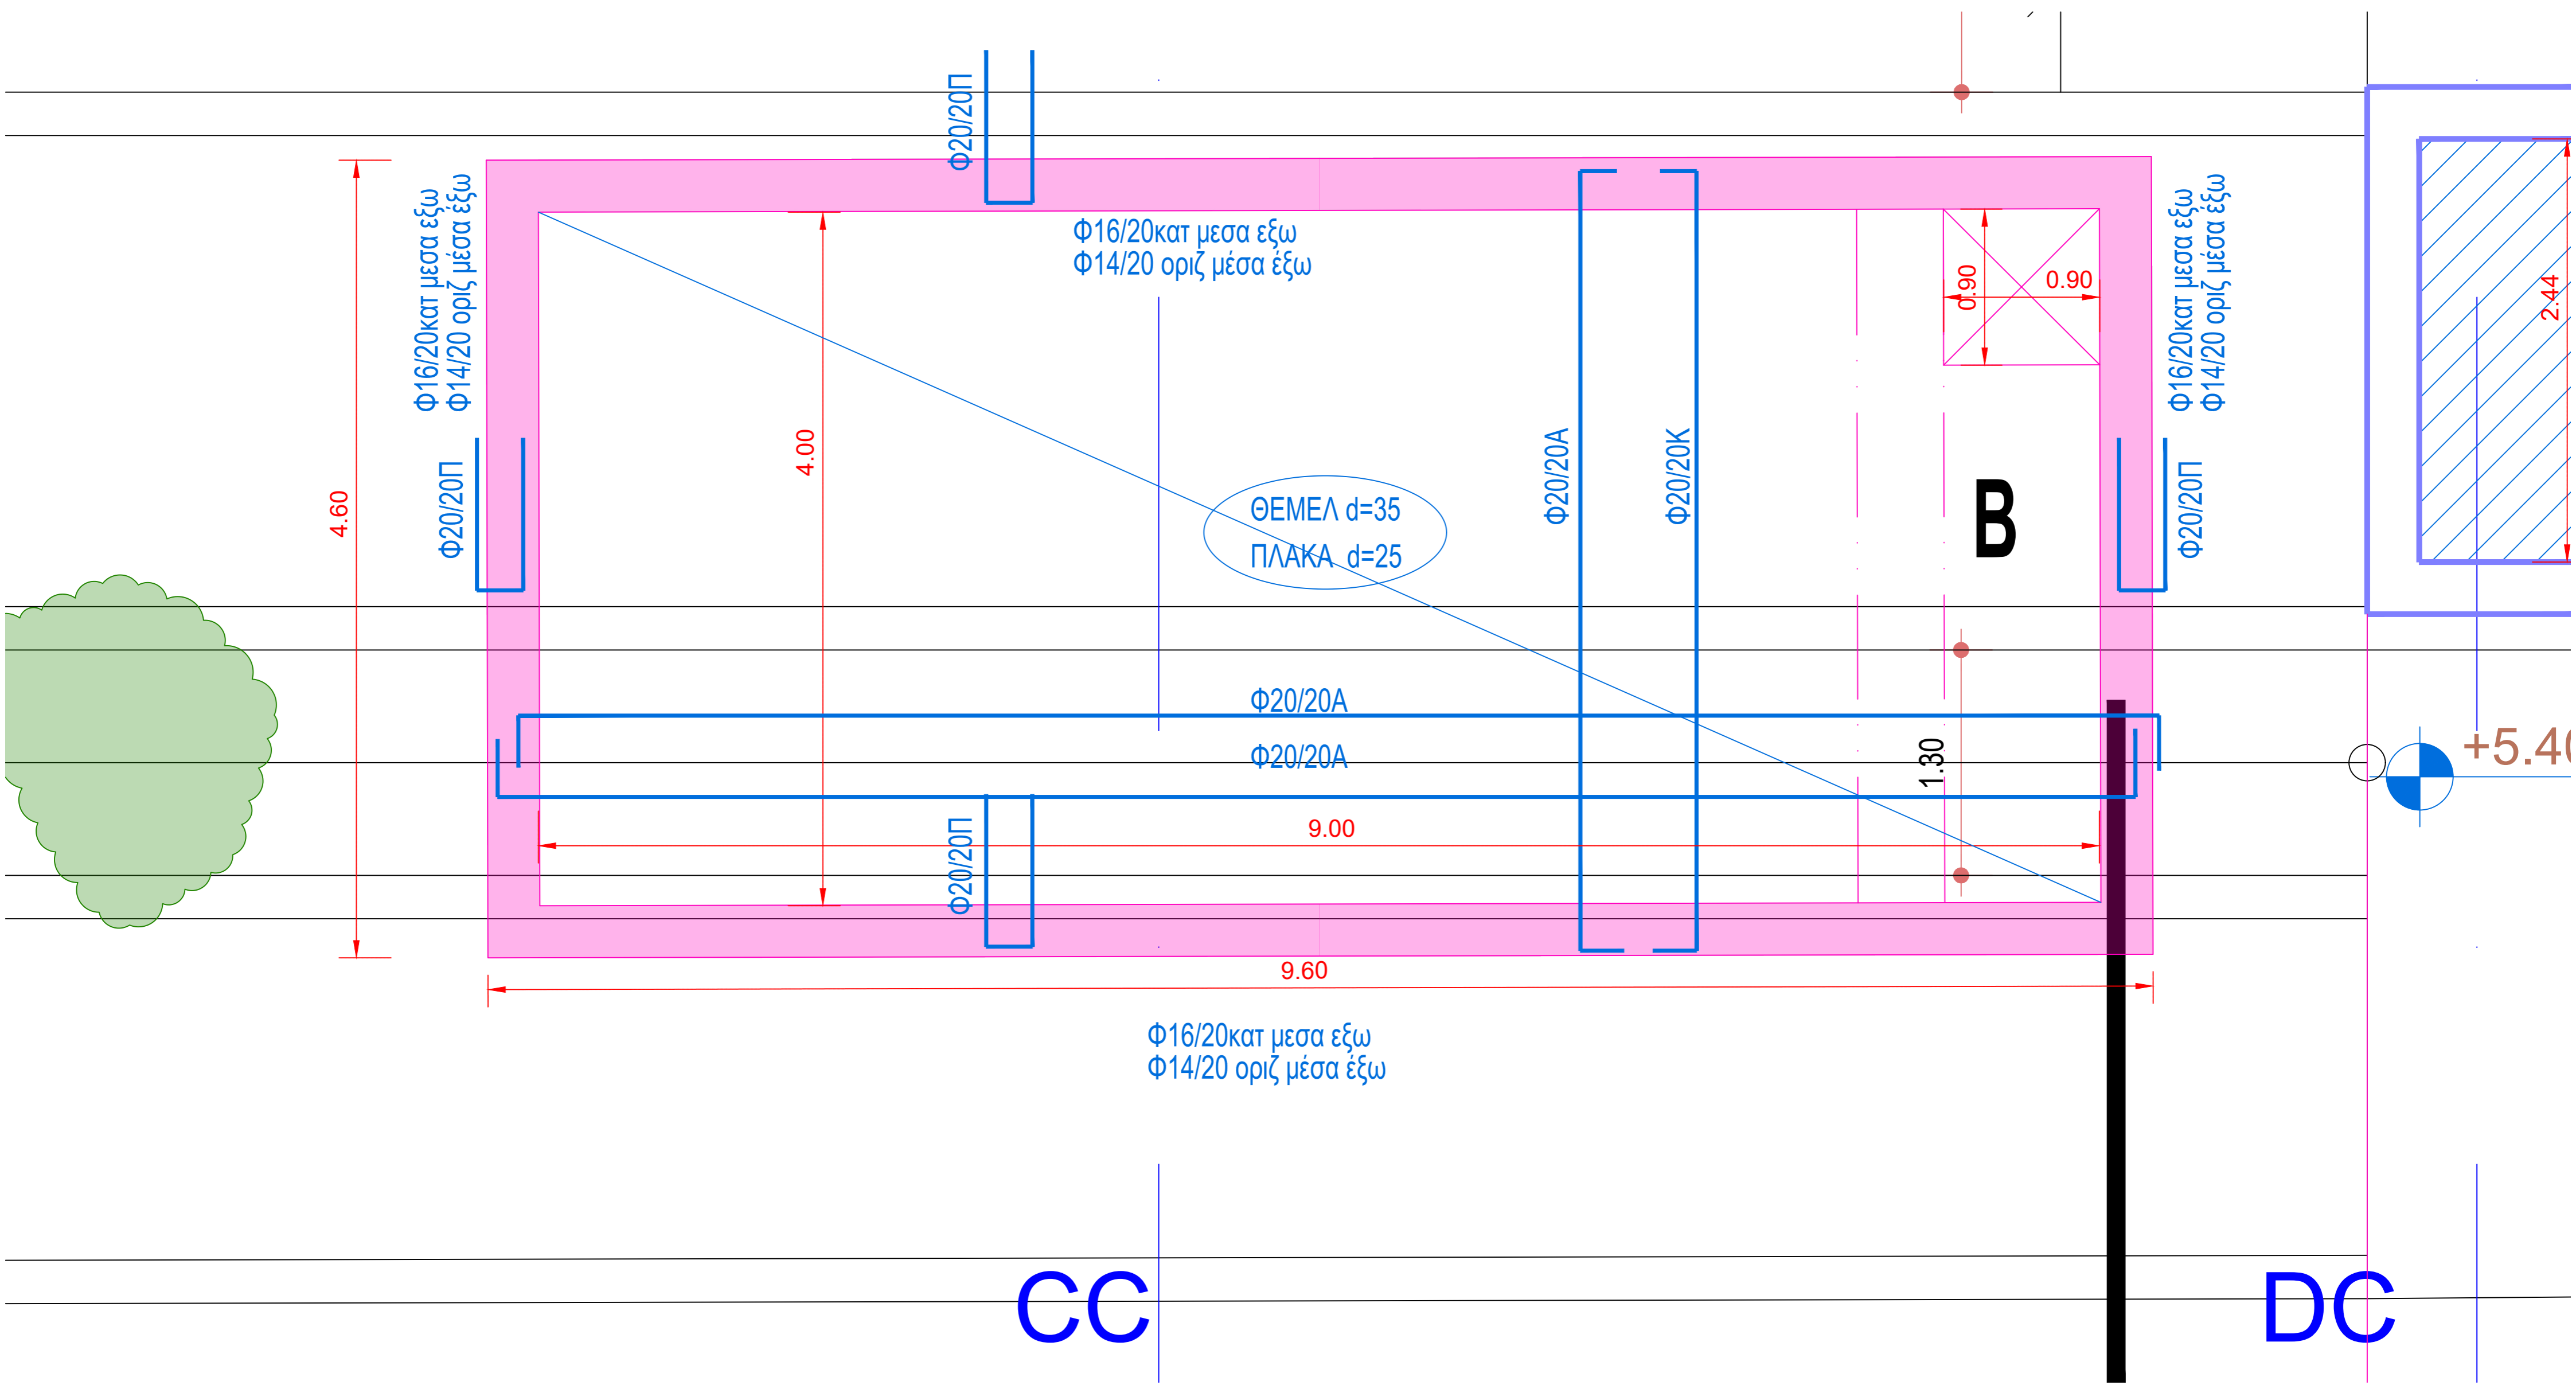 Φ20/20Π
Φ16/20κατ μεσα εξω
Φ14/20 οριζ μέσα έξω
Φ16/20κατ μεσα εξω
Φ14/20 οριζ μέσα έξω
Φ16/20κατ μεσα εξω
Φ14/20 οριζ μέσα έξω
0.90
0.90
2.44
4.60
4.00
Φ20/20Π
ΘΕΜΕΛ d=35
ΠΛΑΚΑ d=25
Φ20/20Α
Φ20/20Κ
B
Φ20/20Π
Φ20/20Α
Φ20/20Α
1.30
+5.40
9.00
Φ20/20Π
9.60
Φ16/20κατ μεσα εξω
Φ14/20 οριζ μέσα έξω
CC
DC